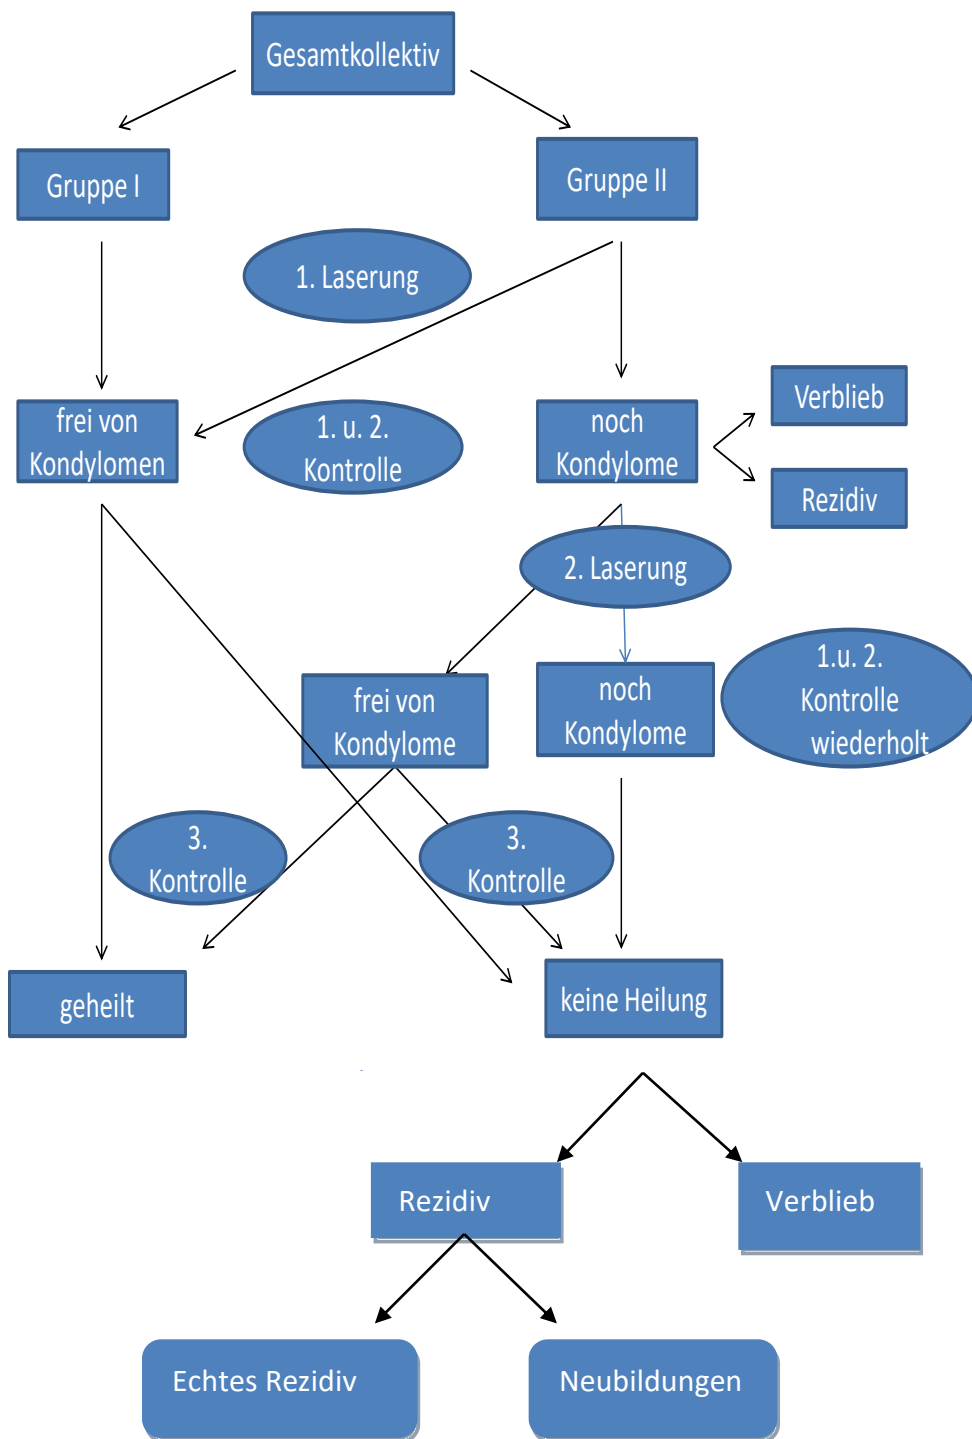 Gesamtkollektiv
Gruppe I
Gruppe II
1. Laserung
frei von
Kondylomen
1. u. 2.
Kontrolle
noch
Kondylome
Verblieb
Rezidiv
2. Laserung
frei von
Kondylome
noch
Kondylome
1.u. 2.
Kontrolle
wiederholt
3.
Kontrolle
3.
Kontrolle
geheilt
keine Heilung
Rezidiv
Verblieb
Echtes Rezidiv
Neubildungen